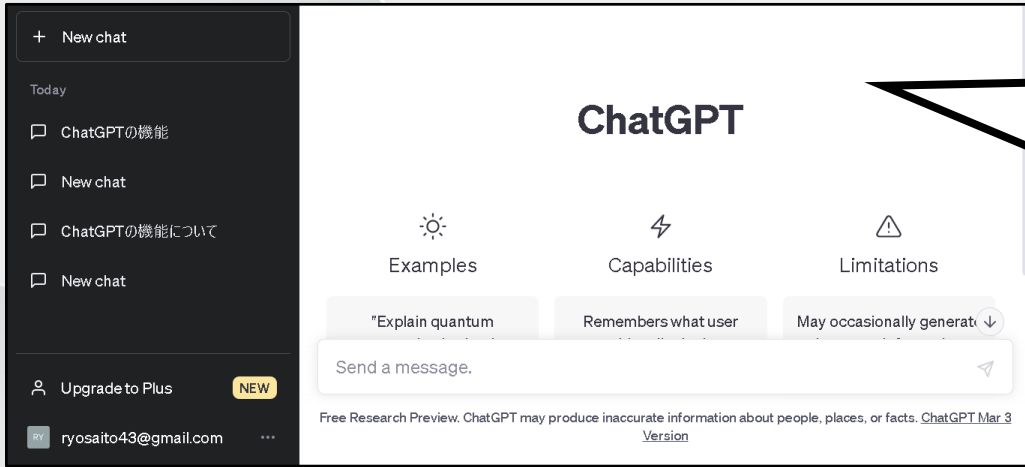 + New chat
Today
ChatGPTの機能
New chat
ChatGPTの機能について
New chat
Upgrade to Plus NEW
RY ryosaito43@gmail.com ...
ChatGPT
Examples
Capabilities
Limitations
"Explain quantum
Remembers what user
May occasionally generate
Send a message.
Free Research Preview. ChatGPT may produce inaccurate information about people, places, or facts. ChatGPT Mar 3
Version